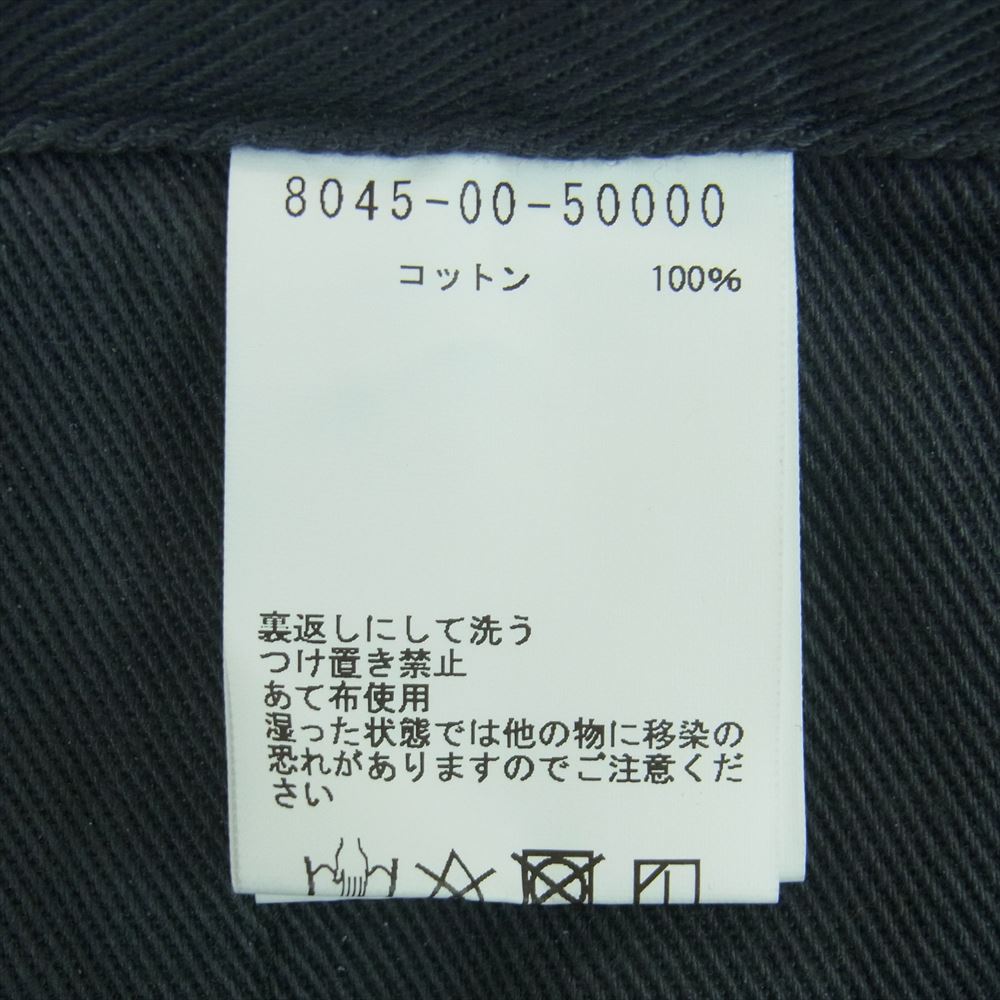 8045-00-50000
コットン 100%
裏返しにして洗う
つけ置き禁止
あて布使用
湿った状態では他の物に移染の
恐れがありますのでご注意くだ
さい